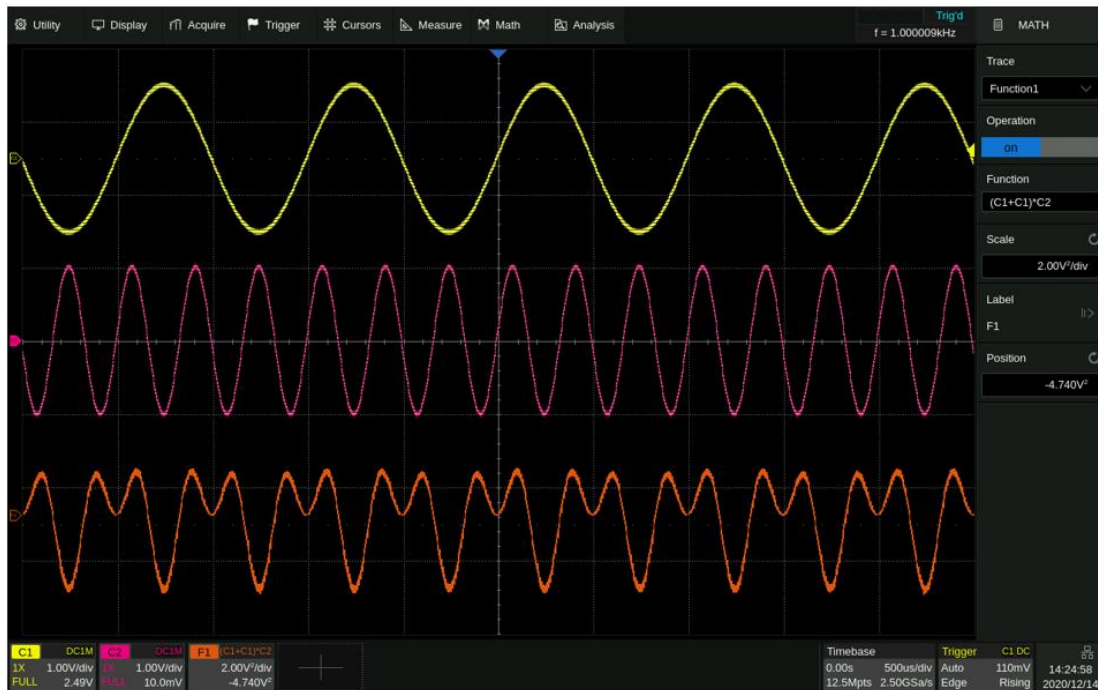 Utility Display Acquire Trigger Cursors Measure Math Analysis Trig'd
f = 1.000009kHz
MATH
Trace
Function1
Operation
on
Function
(C1+C1)*C2
Scale
2.00V²/div
Label
F1
Position
-4.740V²
C1 DC1M
1X 1.00V/div
FULL 2.49V
C2 DC1M
1X 1.00V/div
FULL 10.0mV
F1 (C1+C1)*C2
2.00V²/div
-4.740V²
Timebase
0.00s 500us/div
12.5Mpts 2.50GSa/s
Trigger C1 DC
Auto 110mV
Edge Rising
14:24:58
2020/12/14